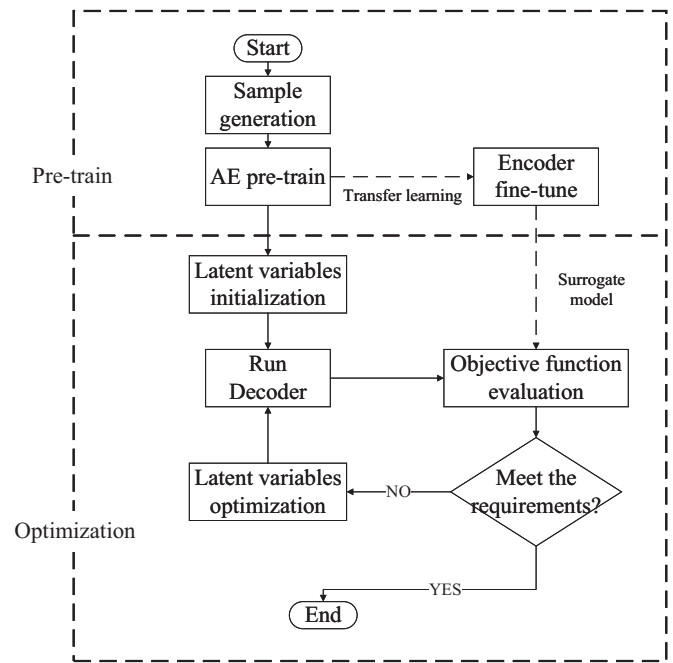 Start
Sample
generation
Pre-train
AE pre-train
Transfer learning
Encoder
fine-tune
Latent variables
initialization
Surrogate
model
Run
Decoder
Objective function
evaluation
Latent variables
optimization
NO
Meet the
requirements?
Optimization
YES
End